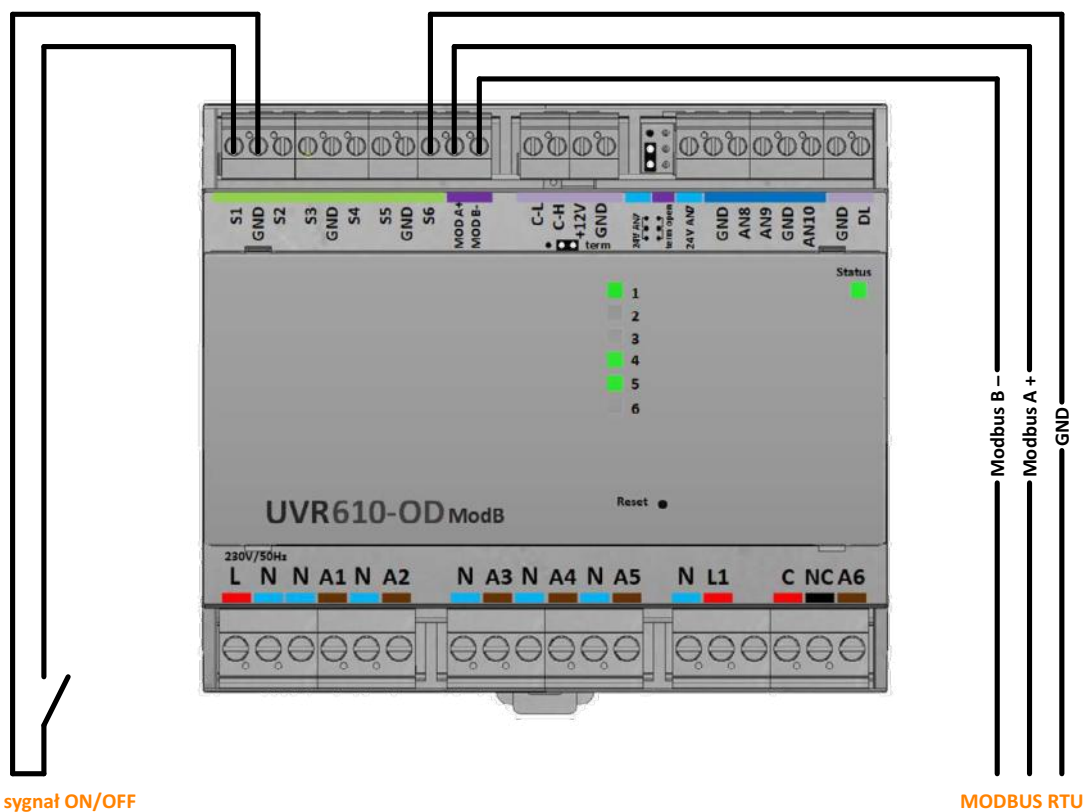 S1
GND
S2
S3
GND
S4
S5
GND
S6
MOD A+
MOD B-
C-L
C-H
+12V
GND
term
24V AN7
term open
24V AN7
GND
AN8
AN9
GND
AN10
GND
DL
Status
1
2
3
4
5
6
Modbus B –
Modbus A +
GND
UVR610-OD ModB
Reset
230V/50Hz
L N N A1 N A2 N A3 N A4 N A5 N L1 C NC A6
sygnał ON/OFF
MODBUS RTU